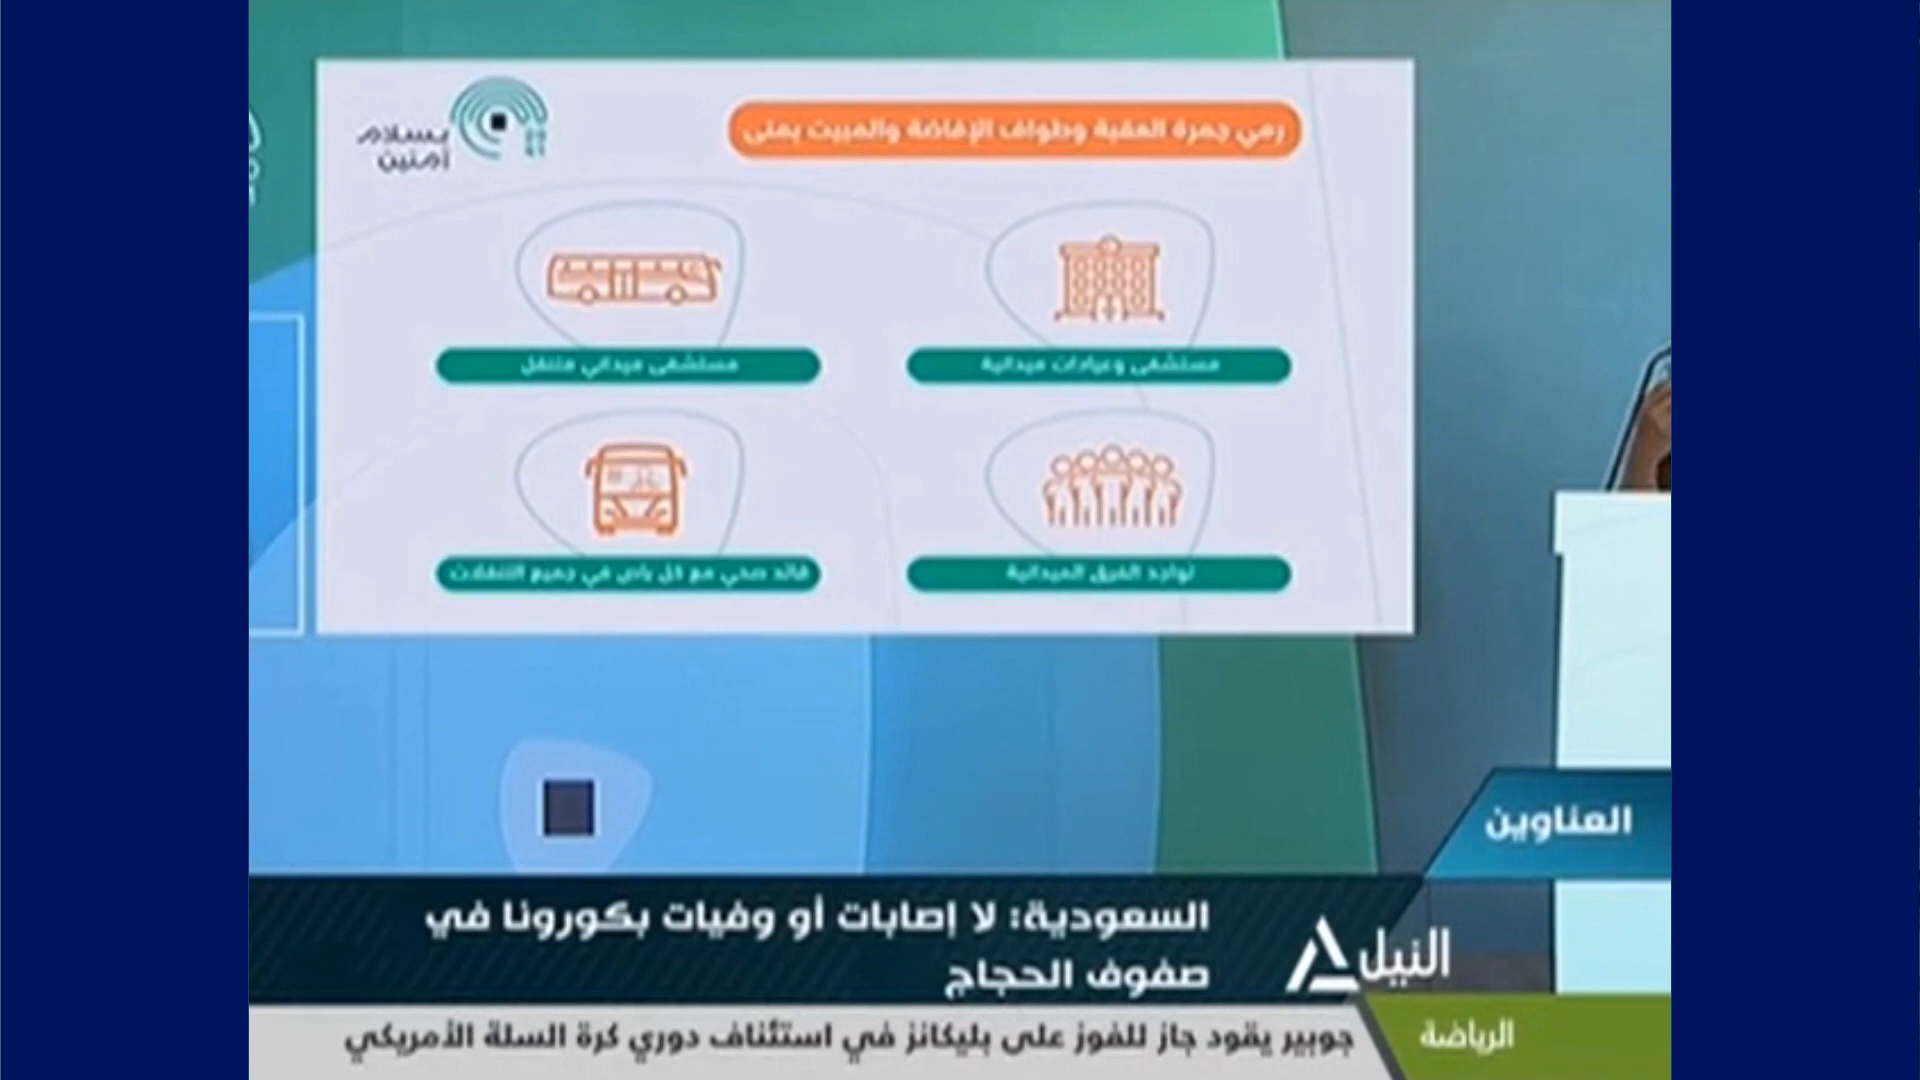 رمي جمرة العقبة وطواف الإفاضة والمبيت بمنى
بسلام
آمنين
مستشفى وعيادات ميدانية
مستشفى ميداني متنقل
تواجد الفرق الميدانية
قائد صحي مع كل باص في جميع التنقلات
العناوين
السعودية: لا إصابات أو وفيات بكورونا في
صفوف الحجاج
النيل
الرياضة
جوبير يقود جاز للفوز على بليكانز في استئناف دوري كرة السلة الأمريكي